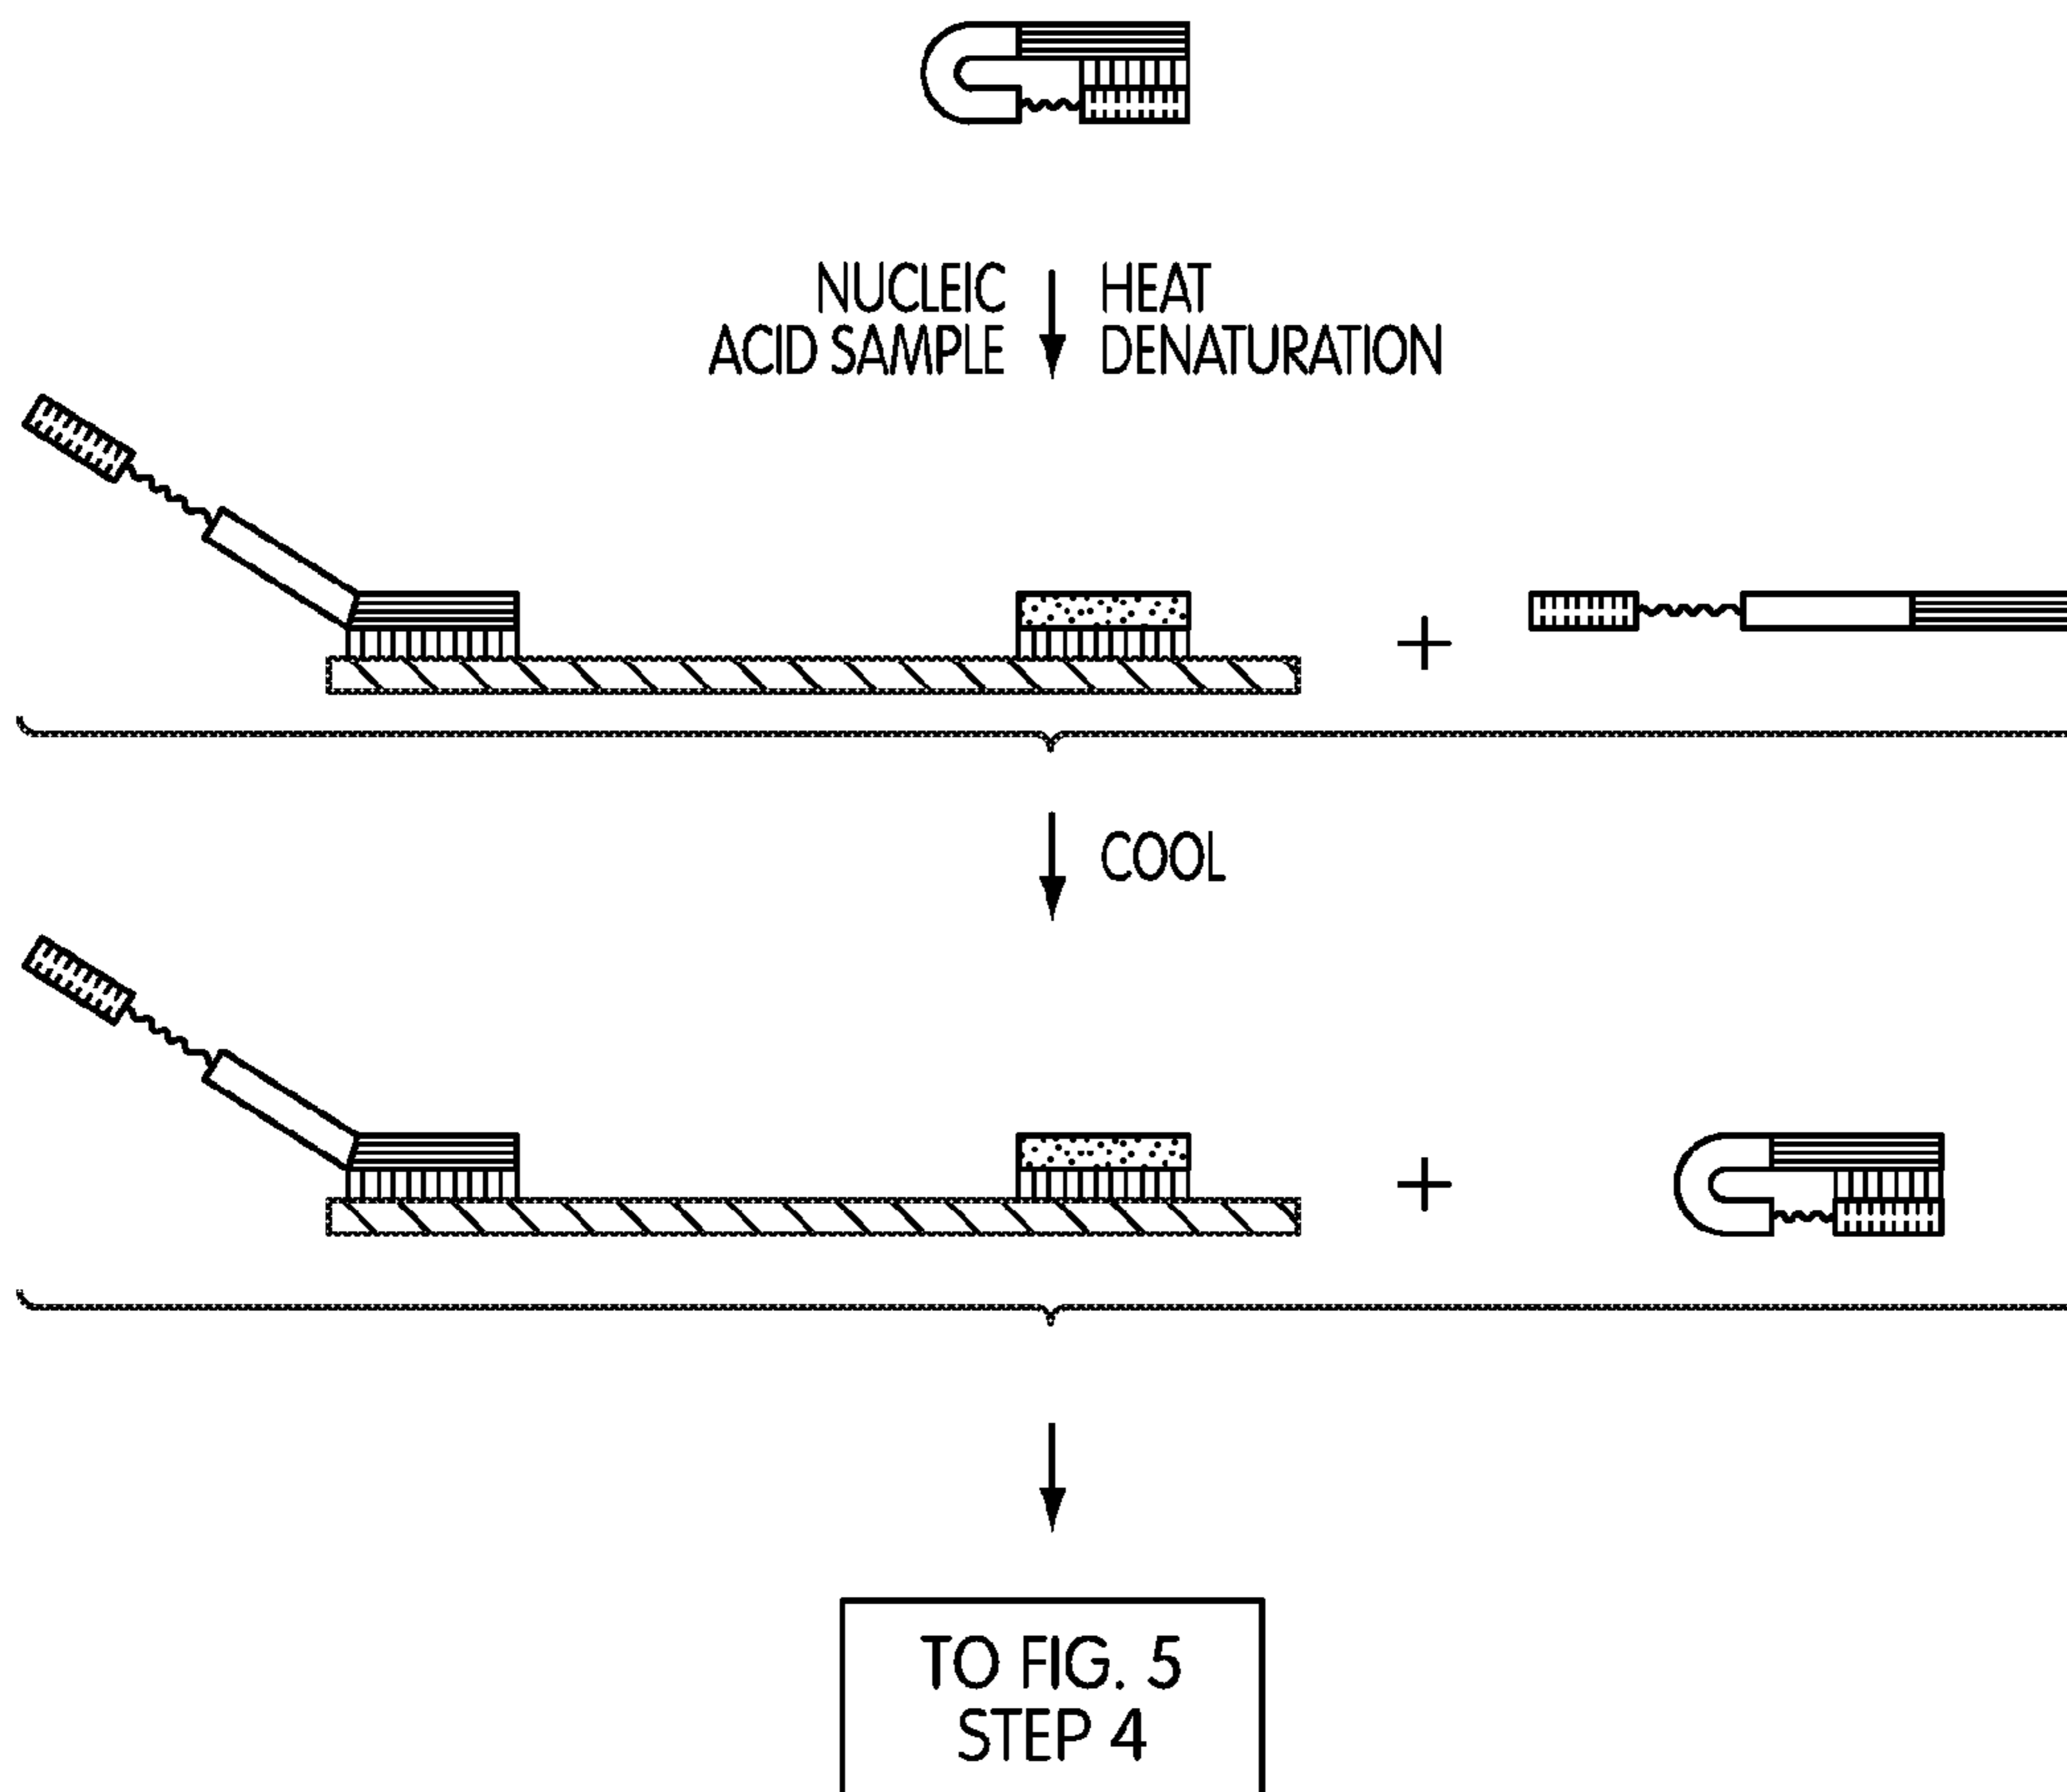 NUCLEIC
ACID SAMPLE
HEAT
DENATURATION
+
COOL
+
TO FIG. 5
STEP 4